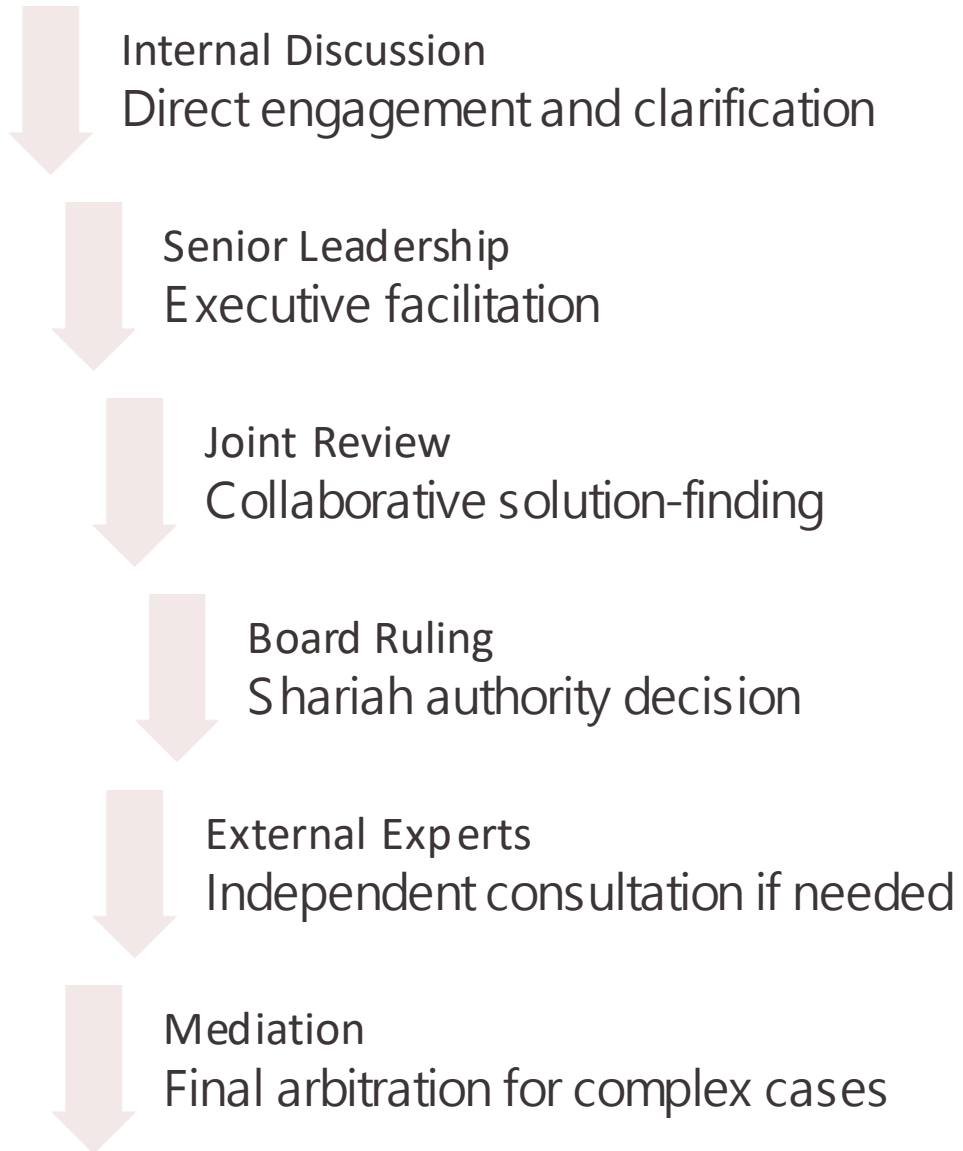 Internal Discussion
Direct engagement and clarification
Senior Leadership
Executive facilitation
Joint Review
Collaborative solution-finding
Board Ruling
Shariah authority decision
External Experts
Independent consultation if needed
Mediation
Final arbitration for complex cases